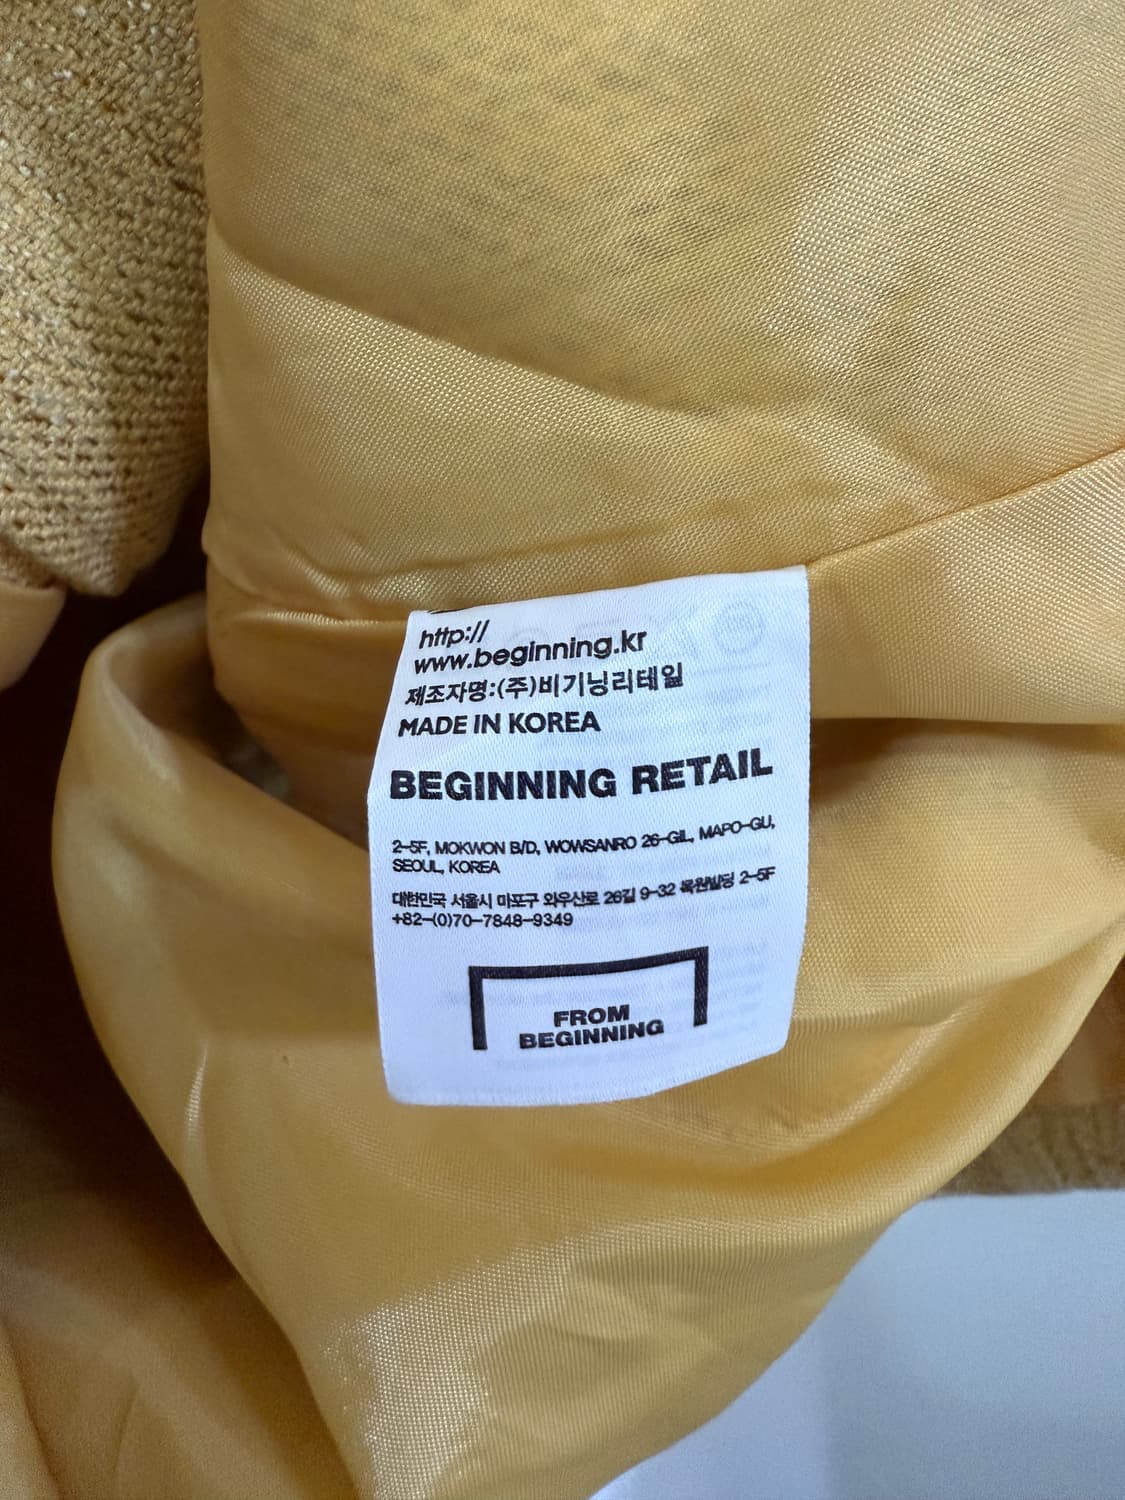 http://
www.beginning.kr
제조자명:(주)비기닝리테일
MADE IN KOREA
BEGINNING RETAIL
2-5F, MOKWON B/D, WOWSANRO 26-GIL, MAPO-GU,
SEOUL, KOREA
대한민국 서울시 마포구 와우산로 26길 9-32 목원빌딩 2-5F
+82-(0)70-7848-9349
FROM
BEGINNING